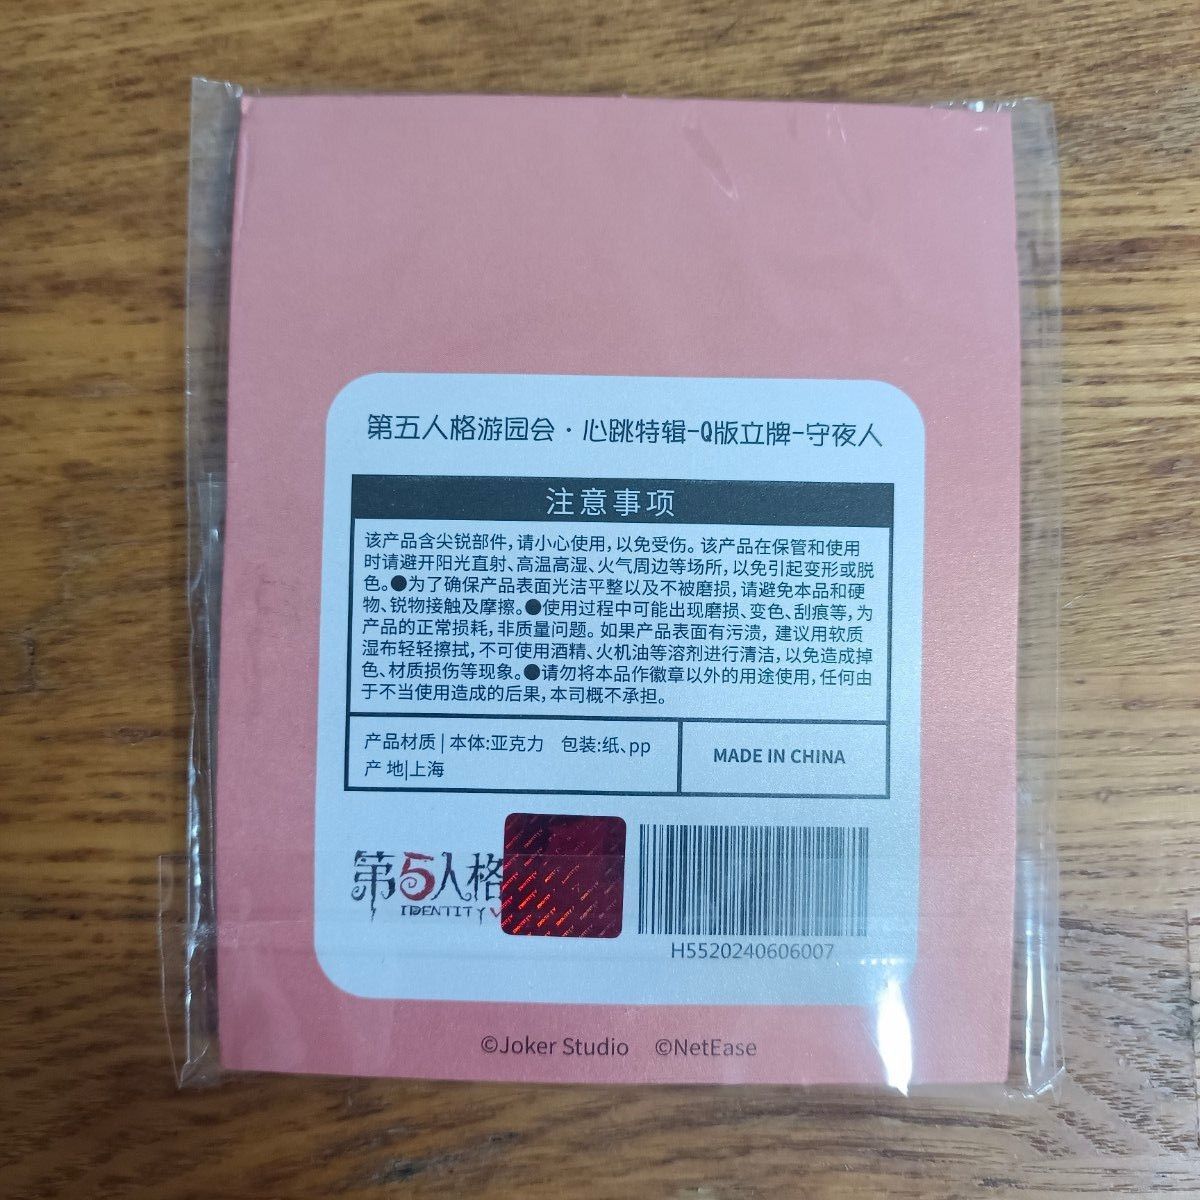 第五人格游园会·心跳特辑-Q版立牌-守夜人
注意事项
该产品含尖锐部件,请小心使用,以免受伤。该产品在保管和使用
时请避开阳光直射、高温高湿、火气周边等场所,以免引起变形或脱
色。●为了确保产品表面光洁平整以及不被磨损,请避免本品和硬
物、锐物接触及摩擦。●使用过程中可能出现磨损、变色、刮痕等,为
产品的正常损耗,非质量问题。如果产品表面有污渍,建议用软质
湿布轻轻擦拭,不可使用酒精、火机油等溶剂进行清洁,以免造成掉
色、材质损伤等现象。●请勿将本品作徽章以外的用途使用,任何由
于不当使用造成的后果,本司概不承担。
产品材质|本体:亚克力 包装:纸、pp
产 地|上海
MADE IN CHINA
第5人格
IDENTITY V
H5520240606007
©Joker Studio ©NetEase